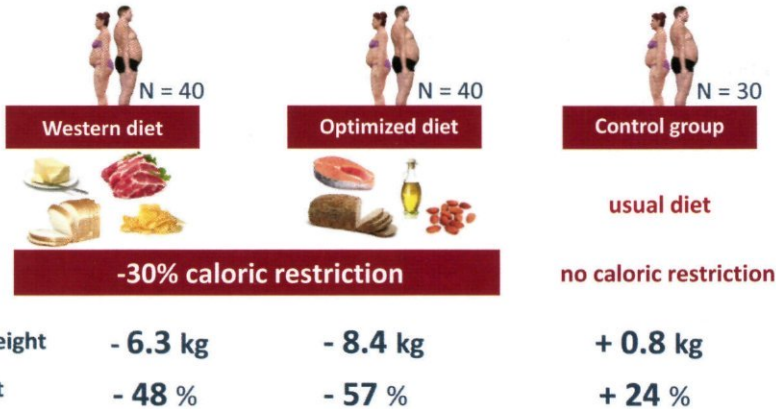 N = 40 N = 40 N = 30
Western diet Optimized diet Control group
usual diet
-30% caloric restriction no caloric restriction
eight - 6.3 kg - 8.4 kg + 0.8 kg
t - 48 % - 57 % + 24 %